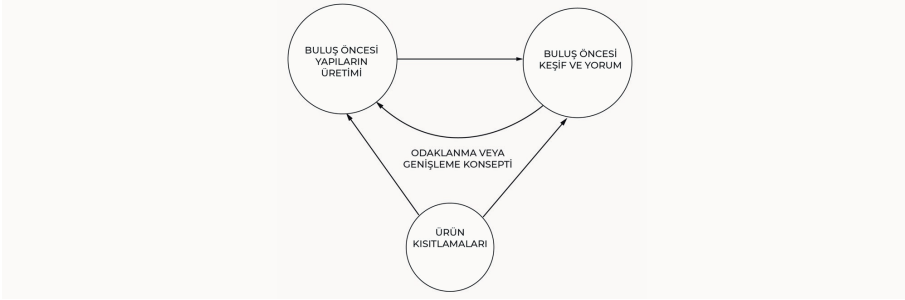 BULUŞ ÖNCESİ
YAPILARIN
ÜRETİMİ
BULUŞ ÖNCESİ
KEŞİF VE YORUM
ODAKLANMA VEYA
GENİŞLEME KONSEPTİ
ÜRÜN
KISITLAMALARI